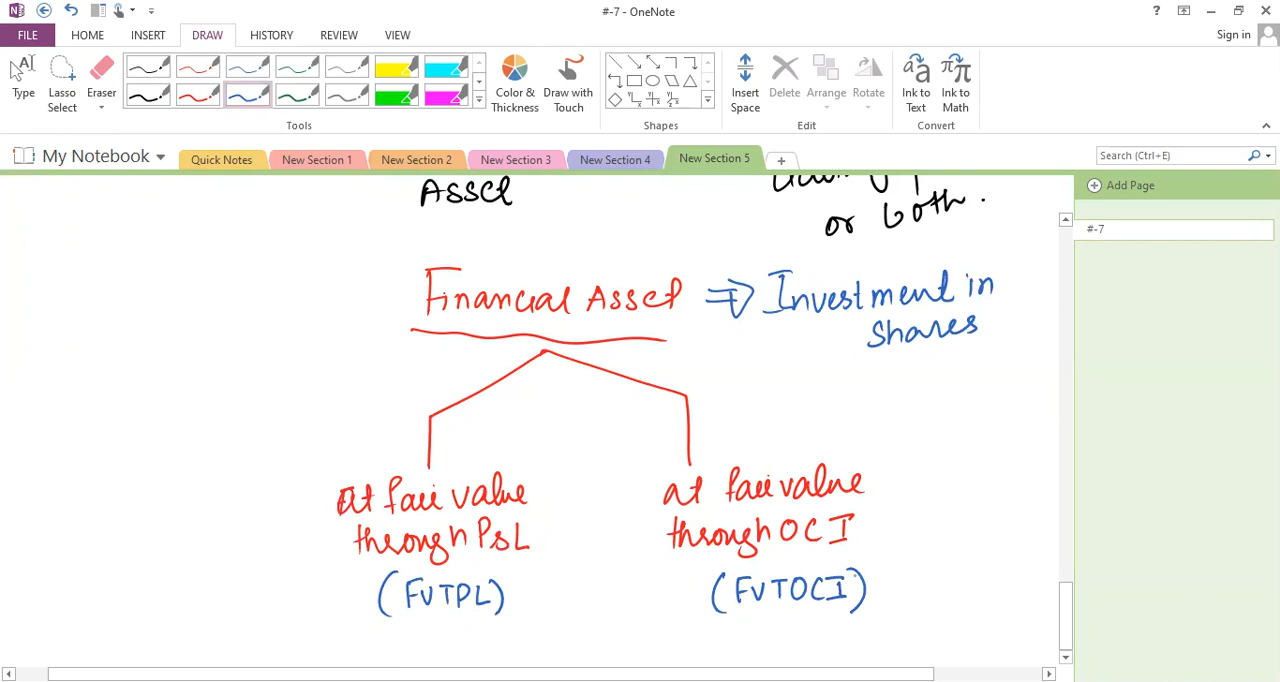 #-7 - OneNote
?
FILE HOME INSERT DRAW HISTORY REVIEW VIEW
Sign in
Type
Lasso Select
Eraser
Color & Thickness
Draw with Touch
Insert Space
Delete
Arrange
Rotate
Ink to Text
Ink to Math
Tools Shapes Edit Convert
My Notebook Quick Notes New Section 1 New Section 2 New Section 3 New Section 4 New Section 5
Search (Ctrl+E)
Add Page
#-7
Asset
or both.
Financial Asset ⇒ Investment in
shares
at fair value
through P&L
(FVTPL)
at fair value
through OCI
(FVTOCI)